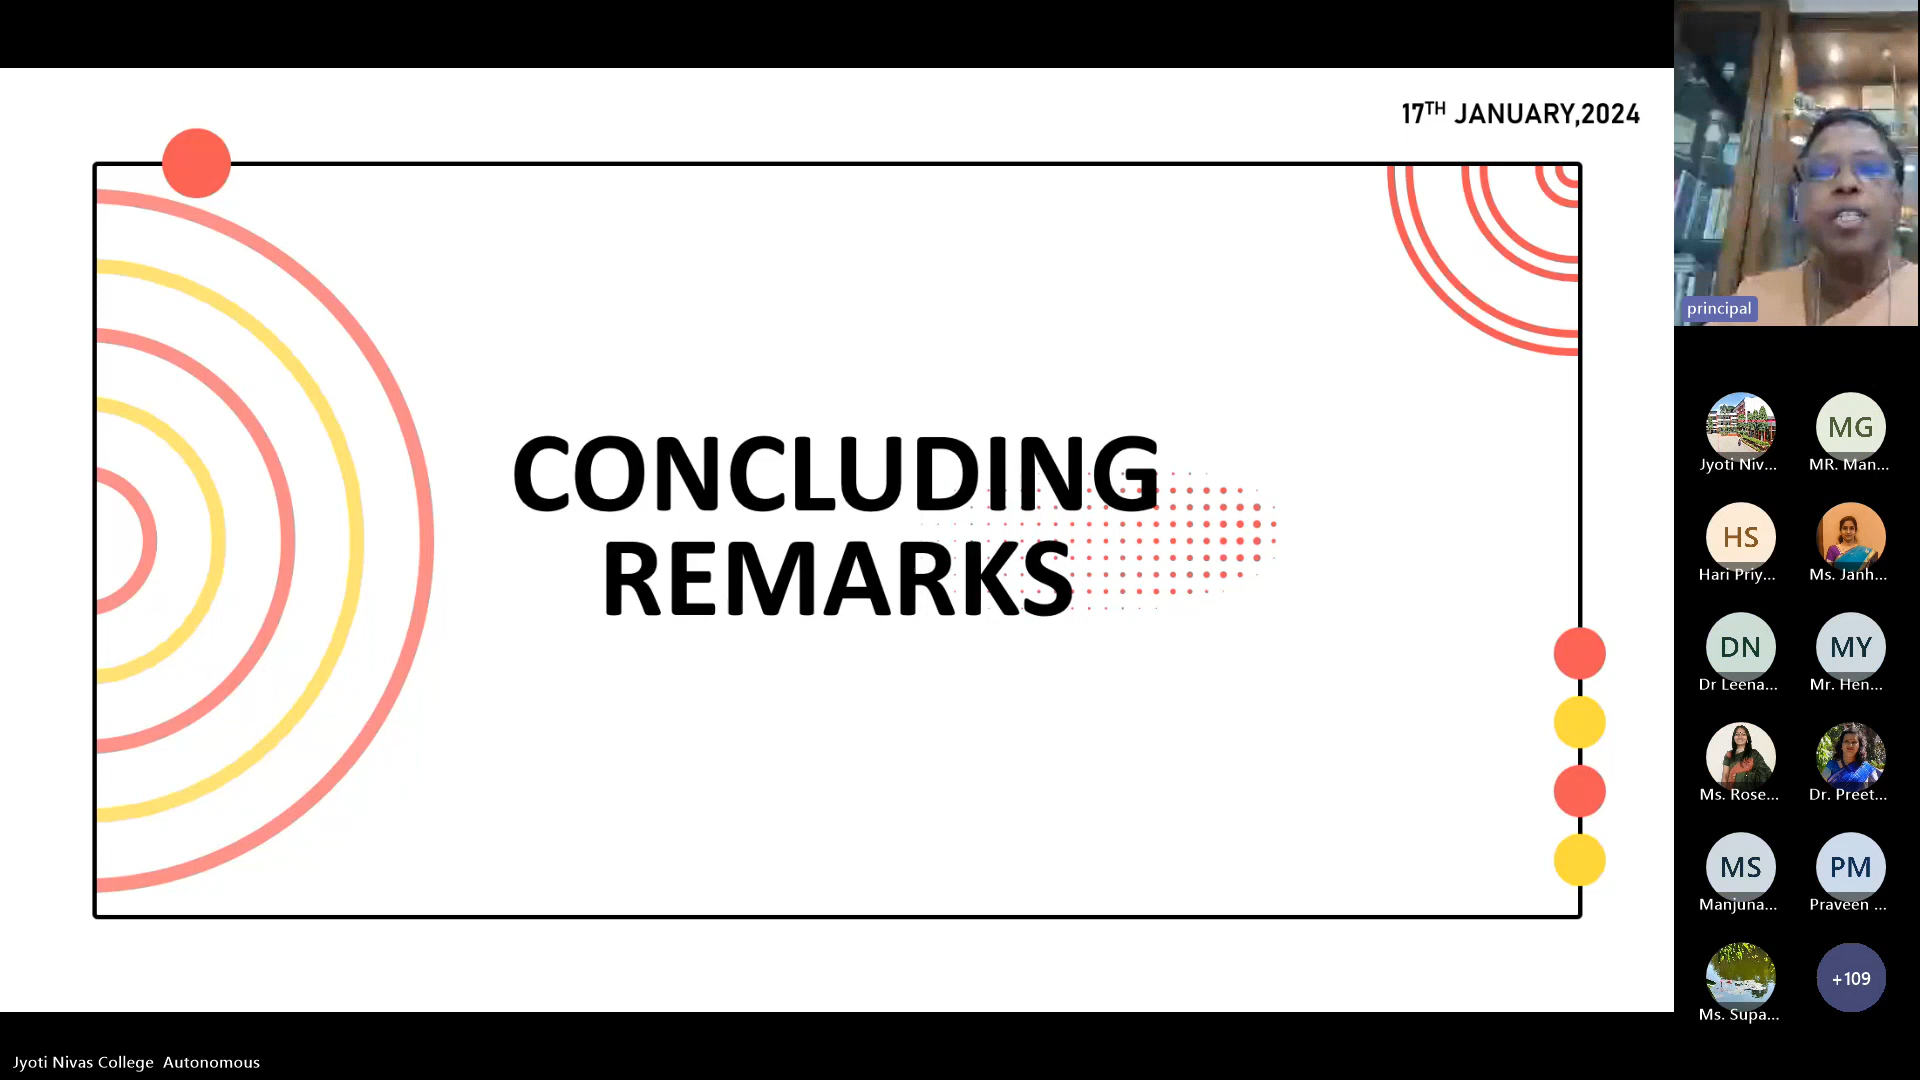 17TH JANUARY,2024
CONCLUDING
REMARKS
principal
Jyoti Niv...
MG
MR. Man...
HS
Hari Priy...
Ms. Janh...
DN
Dr Leena...
MY
Mr. Hen...
Ms. Rose...
Dr. Preet...
MS
Manjuna...
PM
Praveen ...
Ms. Supa...
+109
Jyoti Nivas College Autonomous